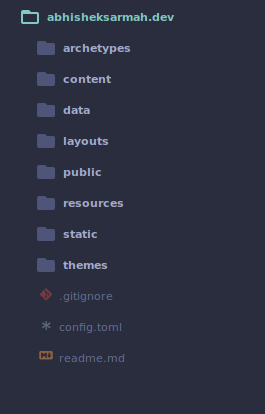 abhisheksarmah.dev
archetypes
content
data
layouts
public
resources
static
themes
.gitignore
config.toml
readme.md